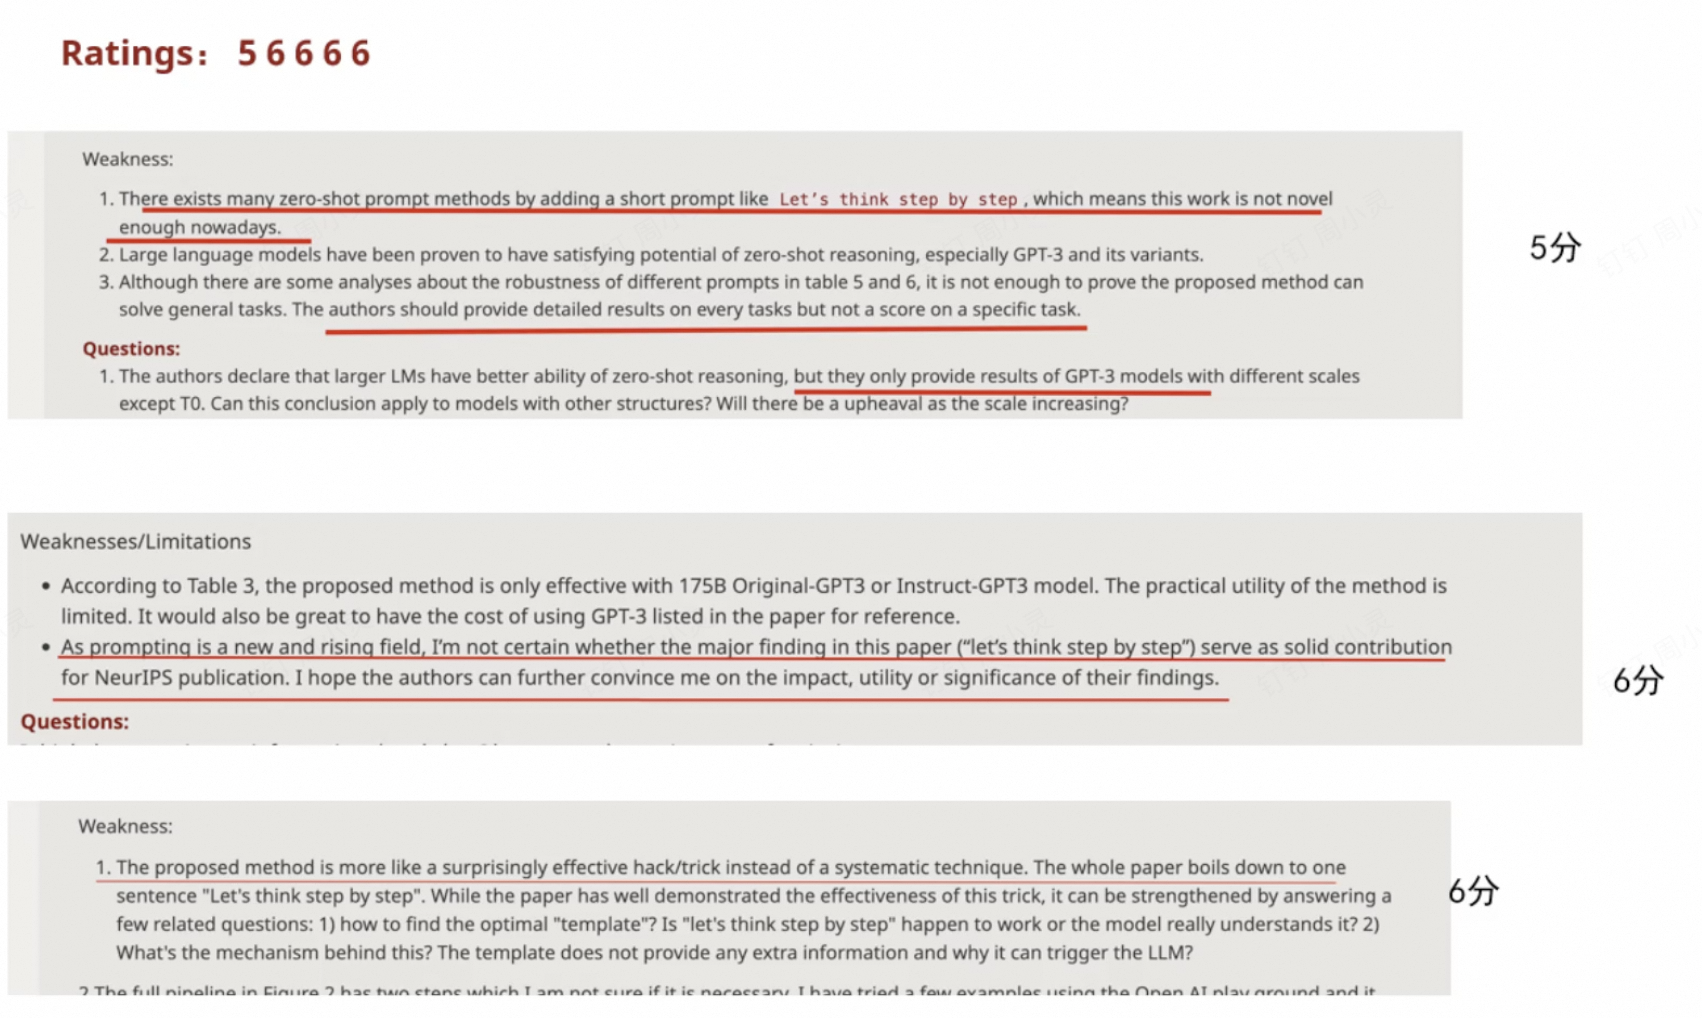 Ratings: 5 6 6 6 6
Weakness:
1. There exists many zero-shot prompt methods by adding a short prompt like Let's think step by step , which means this work is not novel
enough nowadays.
2. Large language models have been proven to have satisfying potential of zero-shot reasoning, especially GPT-3 and its variants.
3. Although there are some analyses about the robustness of different prompts in table 5 and 6, it is not enough to prove the proposed method can
solve general tasks. The authors should provide detailed results on every tasks but not a score on a specific task.
5分
Questions:
1. The authors declare that larger LMs have better ability of zero-shot reasoning, but they only provide results of GPT-3 models with different scales
except T0. Can this conclusion apply to models with other structures? Will there be a upheaval as the scale increasing?
Weaknesses/Limitations
• According to Table 3, the proposed method is only effective with 175B Original-GPT3 or Instruct-GPT3 model. The practical utility of the method is
limited. It would also be great to have the cost of using GPT-3 listed in the paper for reference.
• As prompting is a new and rising field, I'm not certain whether the major finding in this paper (“let's think step by step”) serve as solid contribution
for NeurIPS publication. I hope the authors can further convince me on the impact, utility or significance of their findings.
6分
Questions:
Weakness:
1. The proposed method is more like a surprisingly effective hack/trick instead of a systematic technique. The whole paper boils down to one
sentence "Let's think step by step". While the paper has well demonstrated the effectiveness of this trick, it can be strengthened by answering a
6分
few related questions: 1) how to find the optimal "template"? Is "let's think step by step" happen to work or the model really understands it? 2)
What's the mechanism behind this? The template does not provide any extra information and why it can trigger the LLM?
2.The full pipeline in Figure 2 has two steps which I am not sure if it is necessary. I have tried a few examples using the Open AI play ground and it
钉钉 周小灵